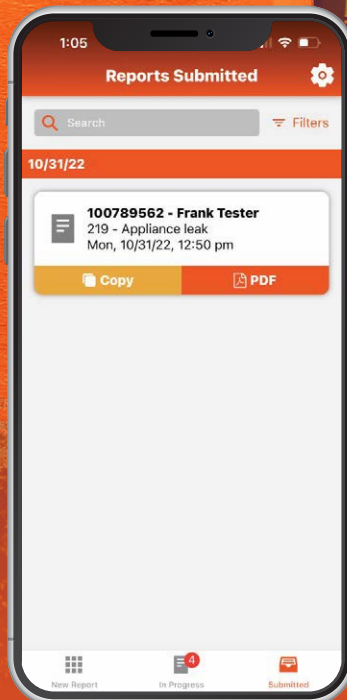 1:05
Reports Submitted
Search
Filters
10/31/22
100789562 - Frank Tester
219 - Appliance leak
Mon, 10/31/22, 12:50 pm
Copy
PDF
4
New Report
In Progress
Submitted